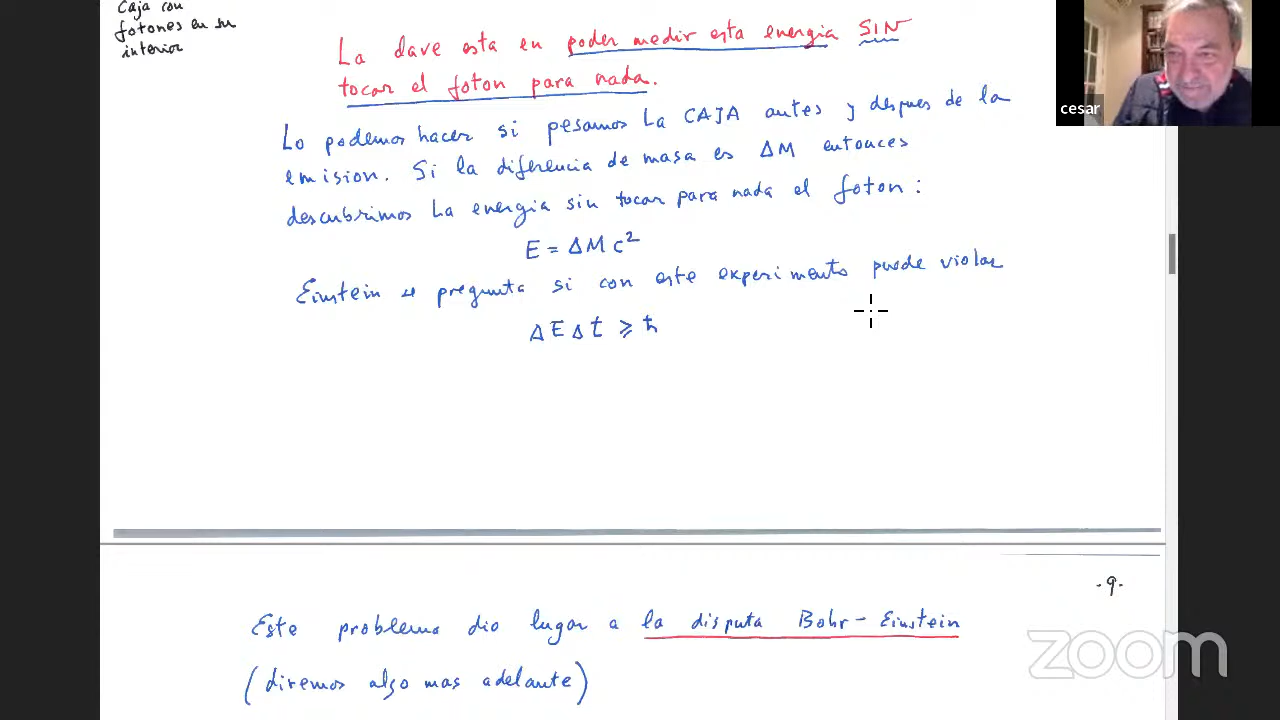 Caja con
fotones en su
interior
La clave esta en poder medir esta energia SIN
tocar el foton para nada.
Lo podemos hacer si pesamos La CAJA antes y despues de la
emision. Si la diferencia de masa es ΔM entonces
descubrimos La energia sin tocar para nada el foton :
E = ΔM c²
Einstein se pregunta si con este experimento puede violar
ΔE Δt ⩾ ħ
cesar
-9-
Este problema dio lugar a la disputa Bohr - Einstein
(diremos algo mas adelante)
zoom